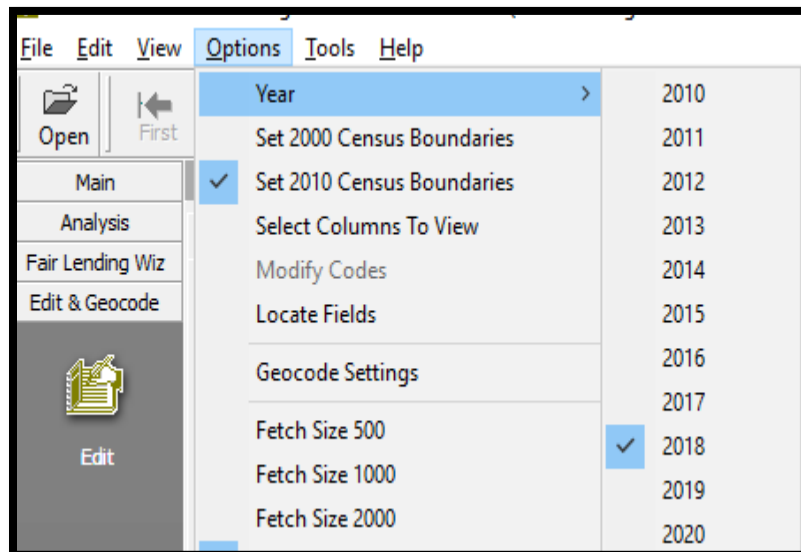 File Edit View Options Tools Help
Open
First
Main
Analysis
Fair Lending Wiz
Edit & Geocode
Edit
Year >
Set 2000 Census Boundaries
Set 2010 Census Boundaries
Select Columns To View
Modify Codes
Locate Fields
Geocode Settings
Fetch Size 500
Fetch Size 1000
Fetch Size 2000
2010
2011
2012
2013
2014
2015
2016
2017
2018
2019
2020